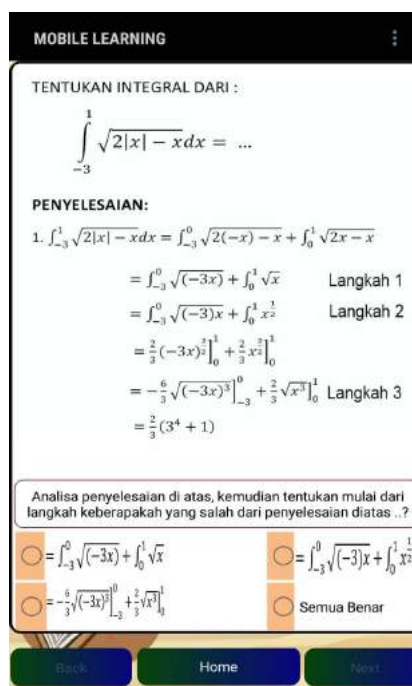 MOBILE LEARNING
TENTUKAN INTEGRAL DARI :
∫_{-3}^{1} √(2|x| − x) dx = ...
PENYELESAIAN:
1. ∫_{-3}^{1} √(2|x| − x) dx = ∫_{-3}^{0} √(2(−x) − x) + ∫_{0}^{1} √(2x − x)
= ∫_{-3}^{0} √((−3x)) + ∫_{0}^{1} √x Langkah 1
= ∫_{-3}^{0} √((−3)x) + ∫_{0}^{1} x^{1/2} Langkah 2
= 2/3 (−3x)^{3/2}]_{0}^{1} + 2/3 x^{3/2}]_{0}^{1}
= −6/3 √((−3x)^3)]_{-3}^{0} + 2/3 √(x^3)]_{0}^{1} Langkah 3
= 2/3 (3^4 + 1)
Analisa penyelesaian di atas, kemudian tentukan mulai dari
langkah keberapakah yang salah dari penyelesaian diatas ..?
= ∫_{-3}^{0} √((−3x)) + ∫_{0}^{1} √x
= ∫_{-3}^{0} √((−3)x) + ∫_{0}^{1} x^{1/2}
= −6/3 √((−3x)^3)]_{-3}^{0} + 2/3 √(x^3)]_{0}^{1}
Semua Benar
Back
Home
Next